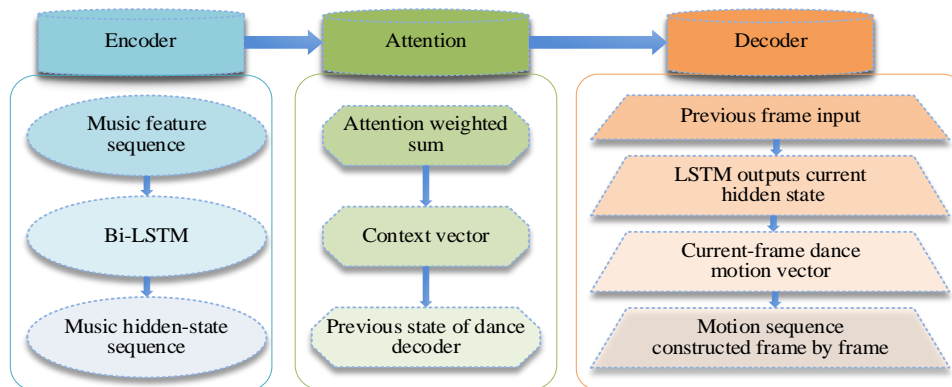 Encoder
Attention
Decoder
Music feature
sequence
Bi-LSTM
Music hidden-state
sequence
Attention weighted
sum
Context vector
Previous state of dance
decoder
Previous frame input
LSTM outputs current
hidden state
Current-frame dance
motion vector
Motion sequence
constructed frame by frame